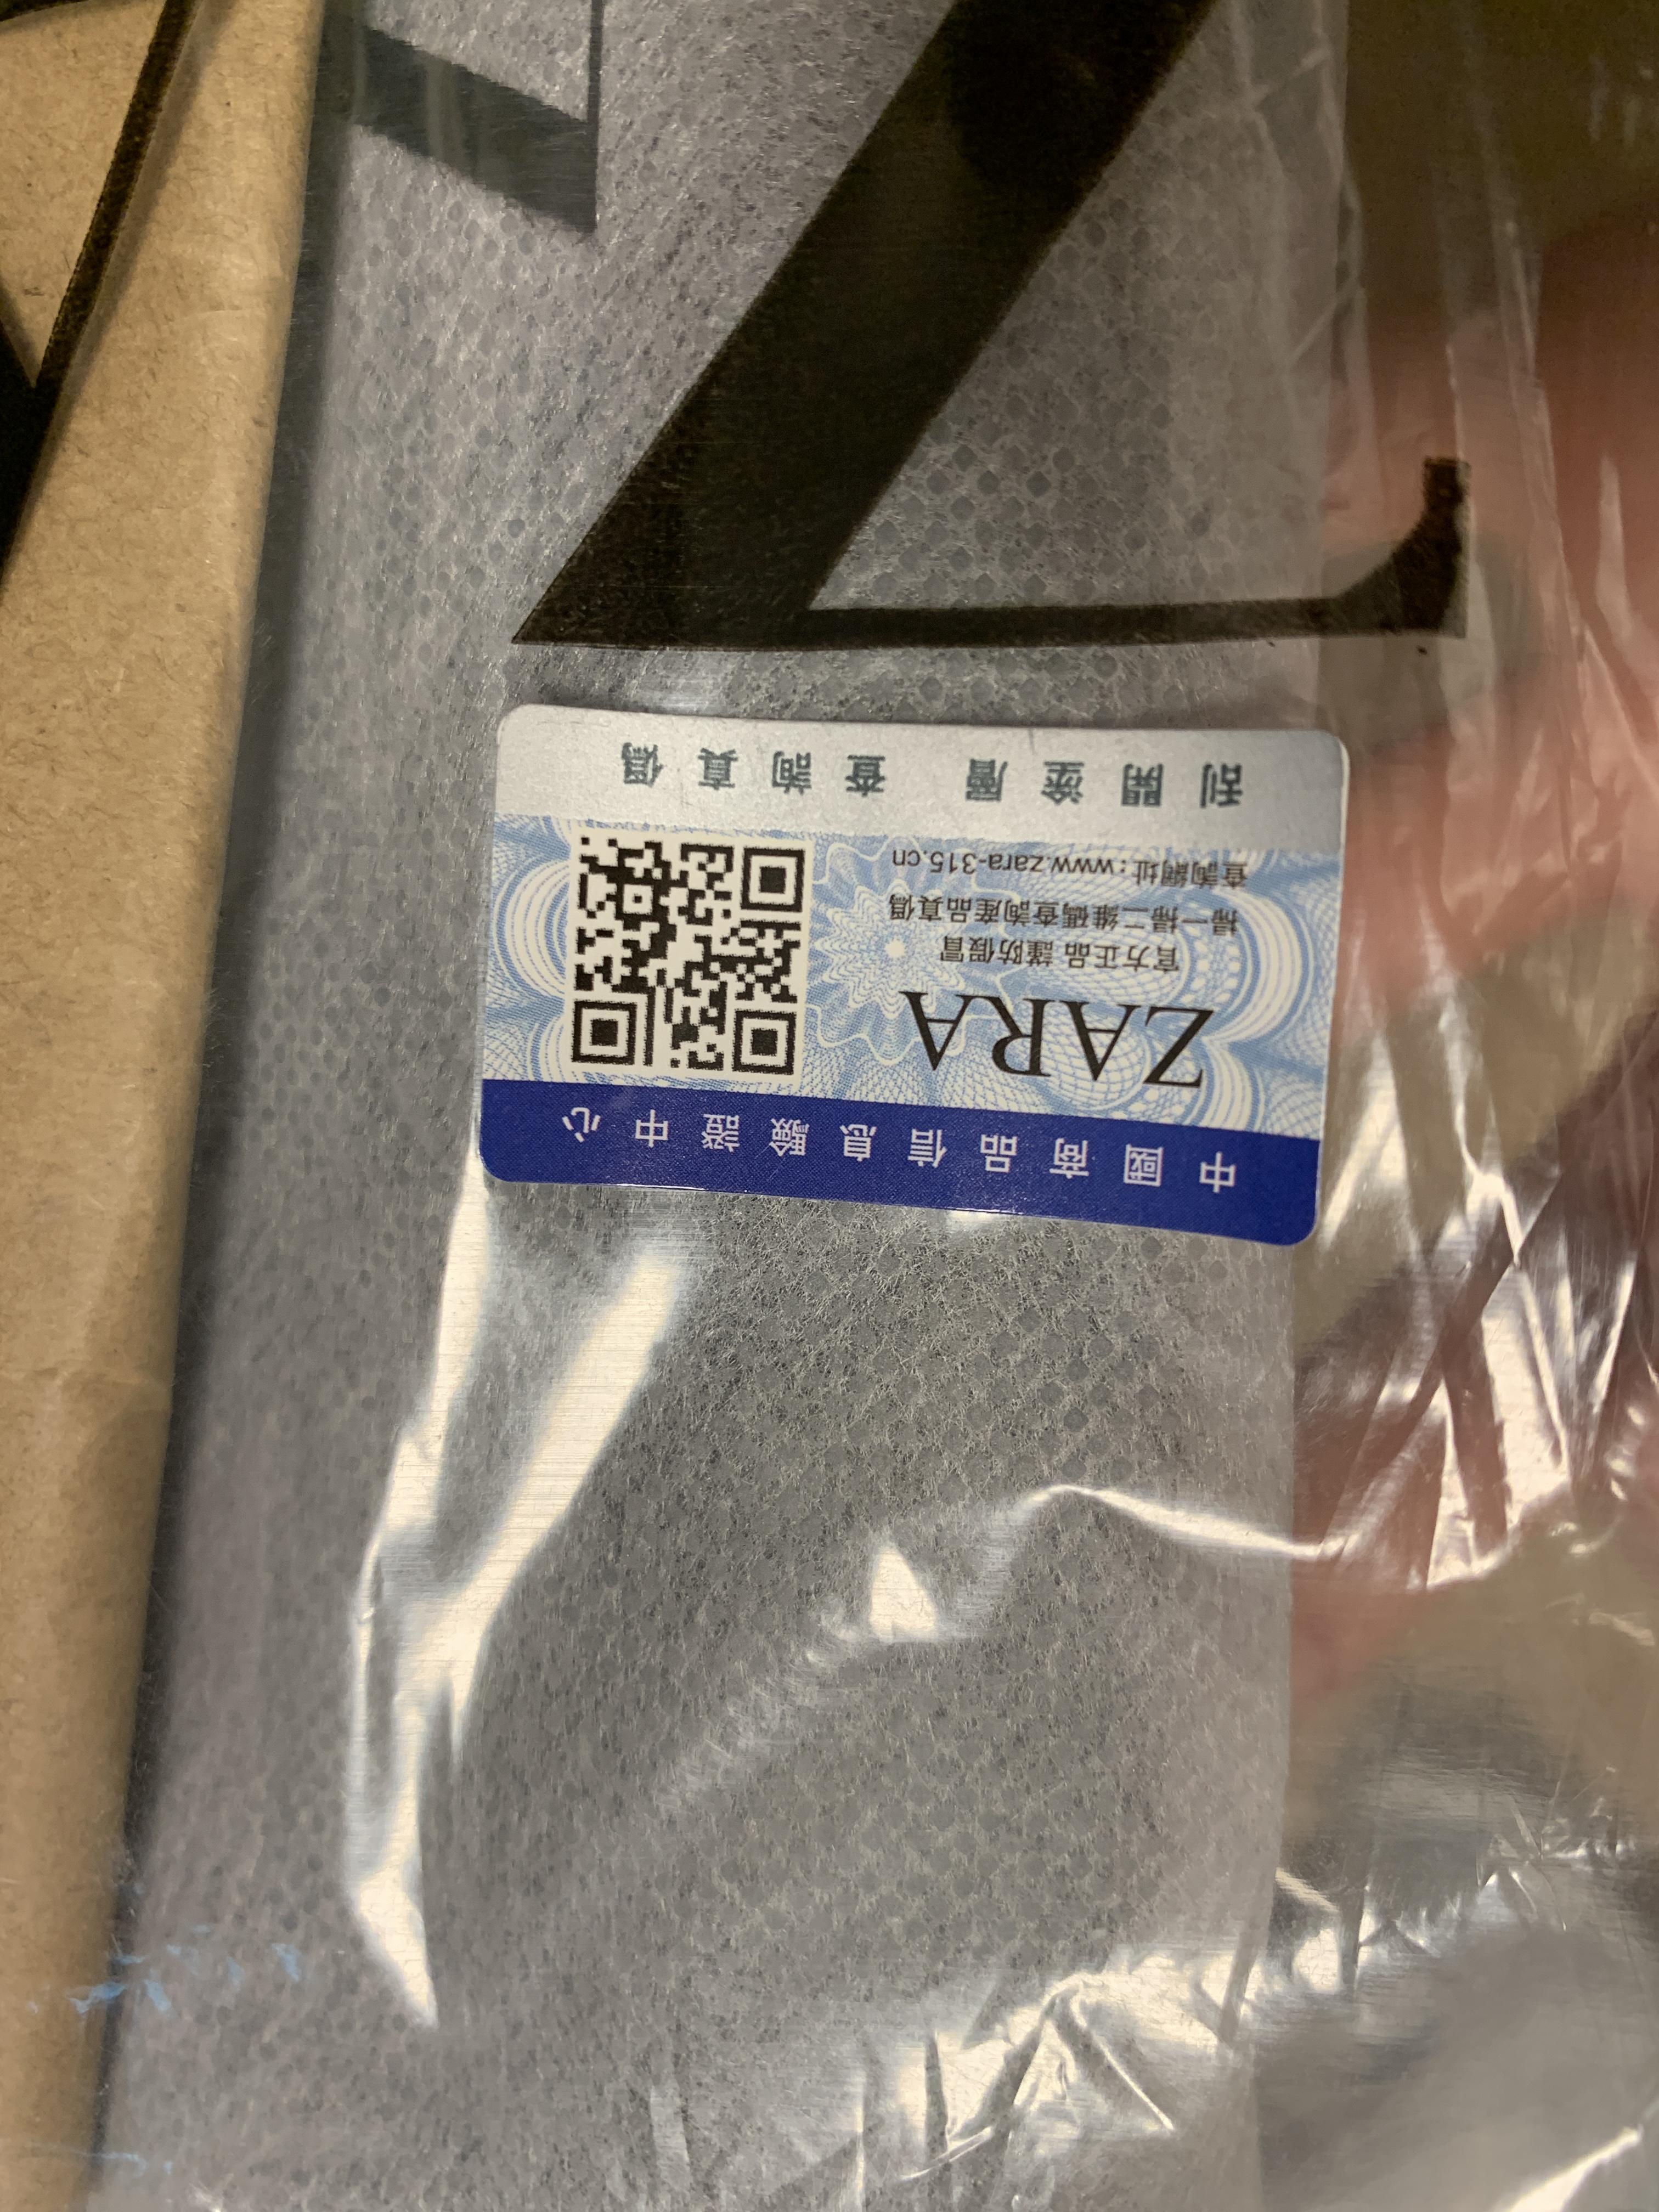 中國商品信息驗證中心
ZARA
官方正品 謹防假冒
掃一掃二維碼查詢產品真僞
查詢網址:www.zara-315.cn
刮開塗層 查詢真僞
Z